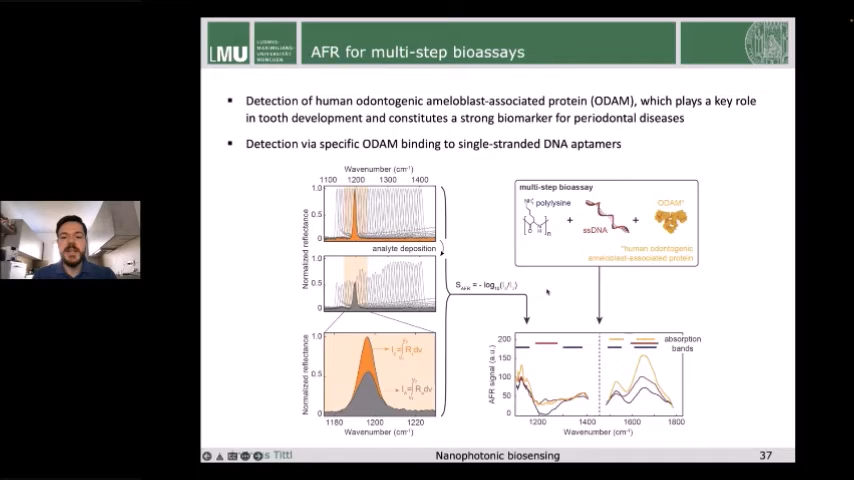 LMU
LUDWIG-
MAXIMILIANS-
UNIVERSITÄT
MÜNCHEN
AFR for multi-step bioassays
▪ Detection of human odontogenic ameloblast-associated protein (ODAM), which plays a key role
in tooth development and constitutes a strong biomarker for periodontal diseases
▪ Detection via specific ODAM binding to single-stranded DNA aptamers
Wavenumber (cm⁻¹)
1100 1200 1300 1400
1.0
0.5
0
Normalized reflectance
analyte deposition
1.0
0.5
0
Normalized reflectance
1.0
0.5
0
Normalized reflectance
1180 1200 1220
Wavenumber (cm⁻¹)
multi-step bioassay
polylysine
+
ssDNA
+
ODAM*
*human odontogenic
ameloblast-associated protein
absorption
bands
200
150
100
50
0
AFR signal (a.u.)
1200 1400 1600 1800
Wavenumber (cm⁻¹)
s Tittl
Nanophotonic biosensing
37